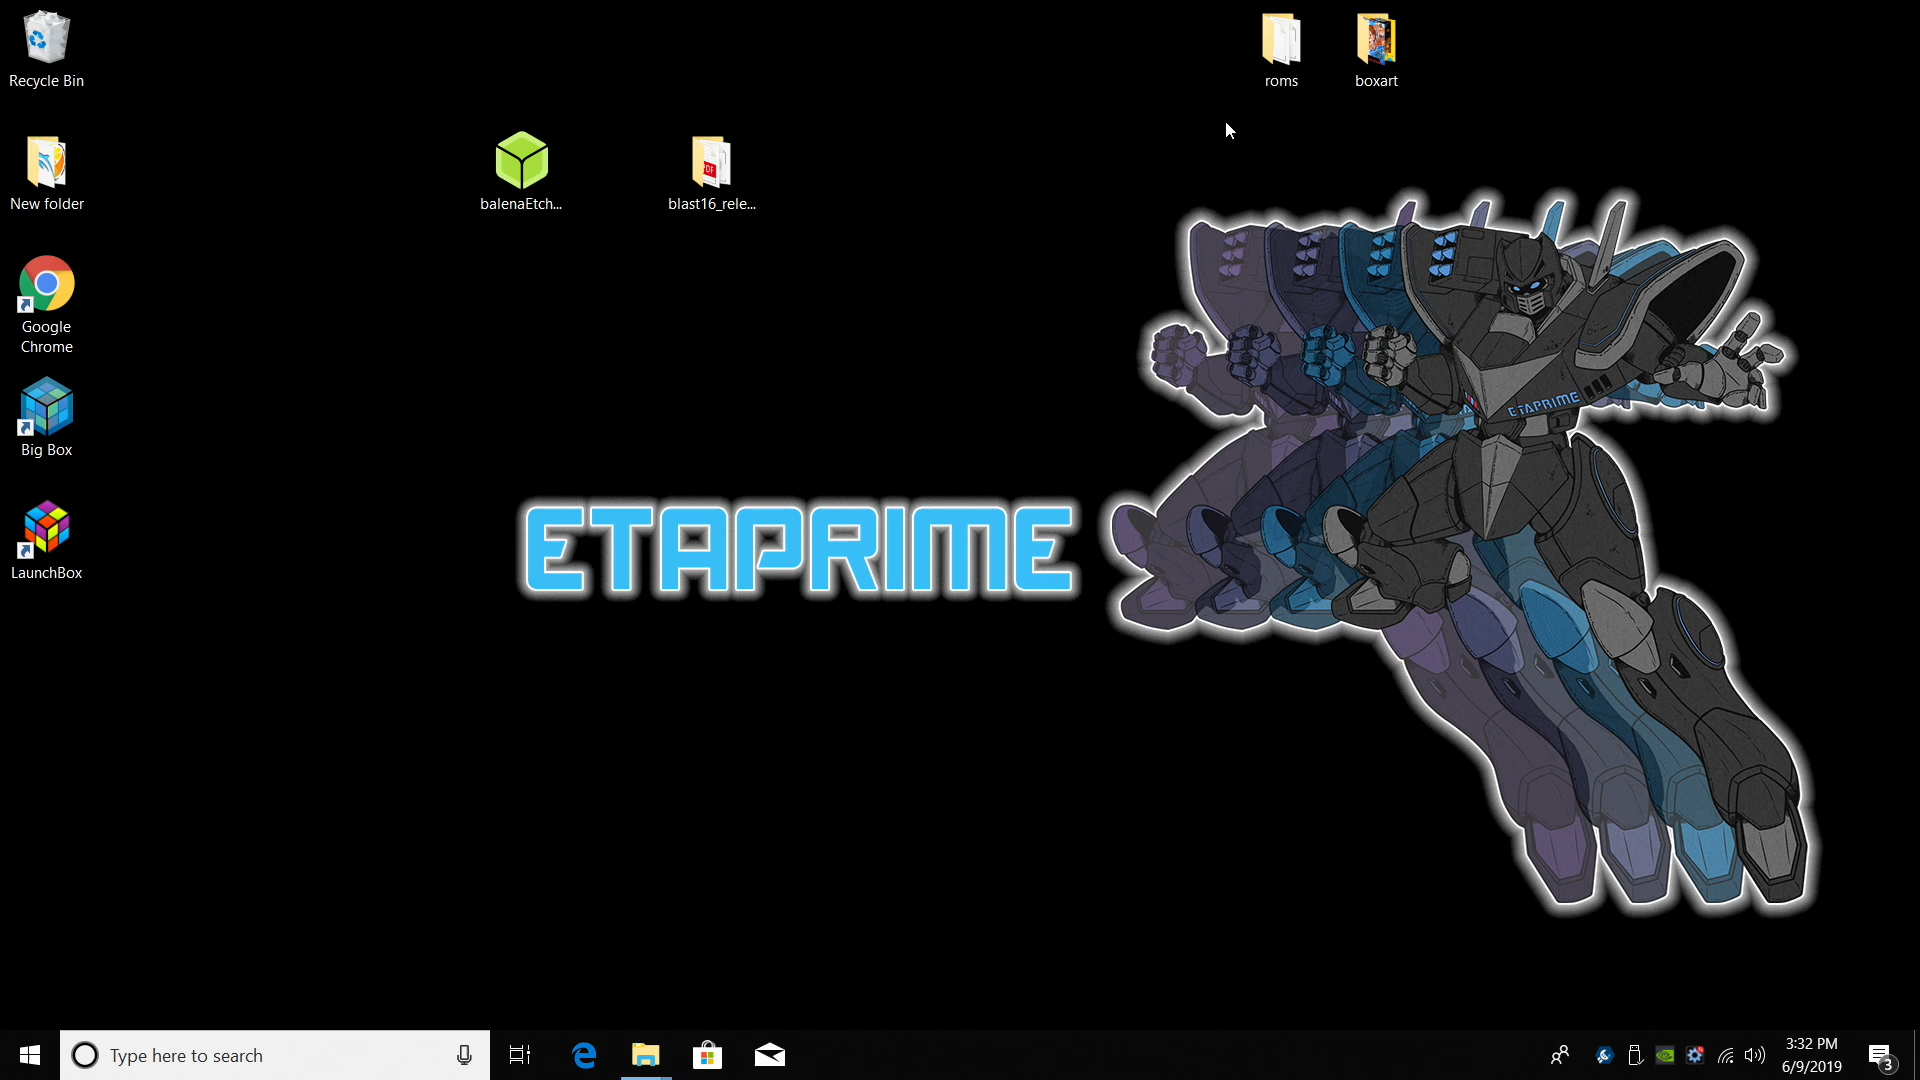 Recycle Bin
roms
boxart
New folder
balenaEtch...
blast16_rele...
PDF
Google
Chrome
Big Box
LaunchBox
ETAPRIME
ETAPRIME
Type here to search
3:32 PM
6/9/2019
3